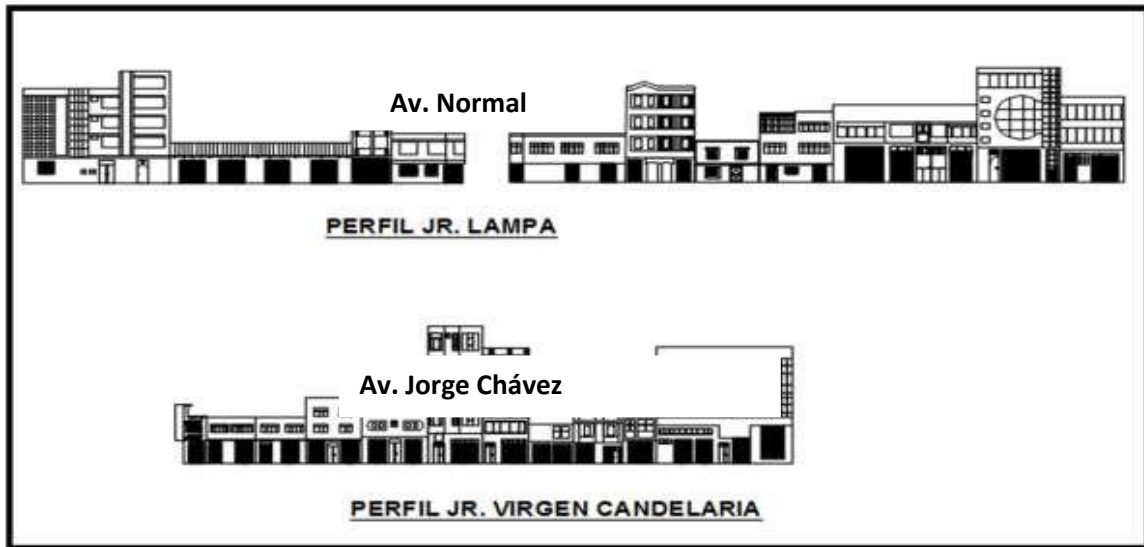 Av. Normal
PERFIL JR. LAMPA
Av. Jorge Chávez
PERFIL JR. VIRGEN CANDELARIA